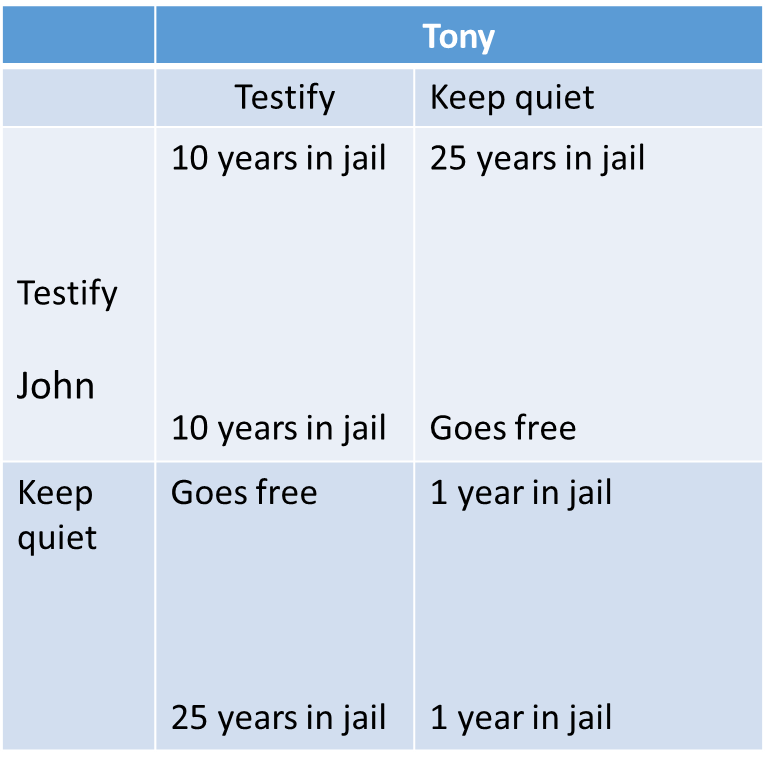 Tony
Testify Keep quiet
10 years in jail 25 years in jail
Testify
John
10 years in jail Goes free
Keep Goes free 1 year in jail
quiet
25 years in jail 1 year in jail